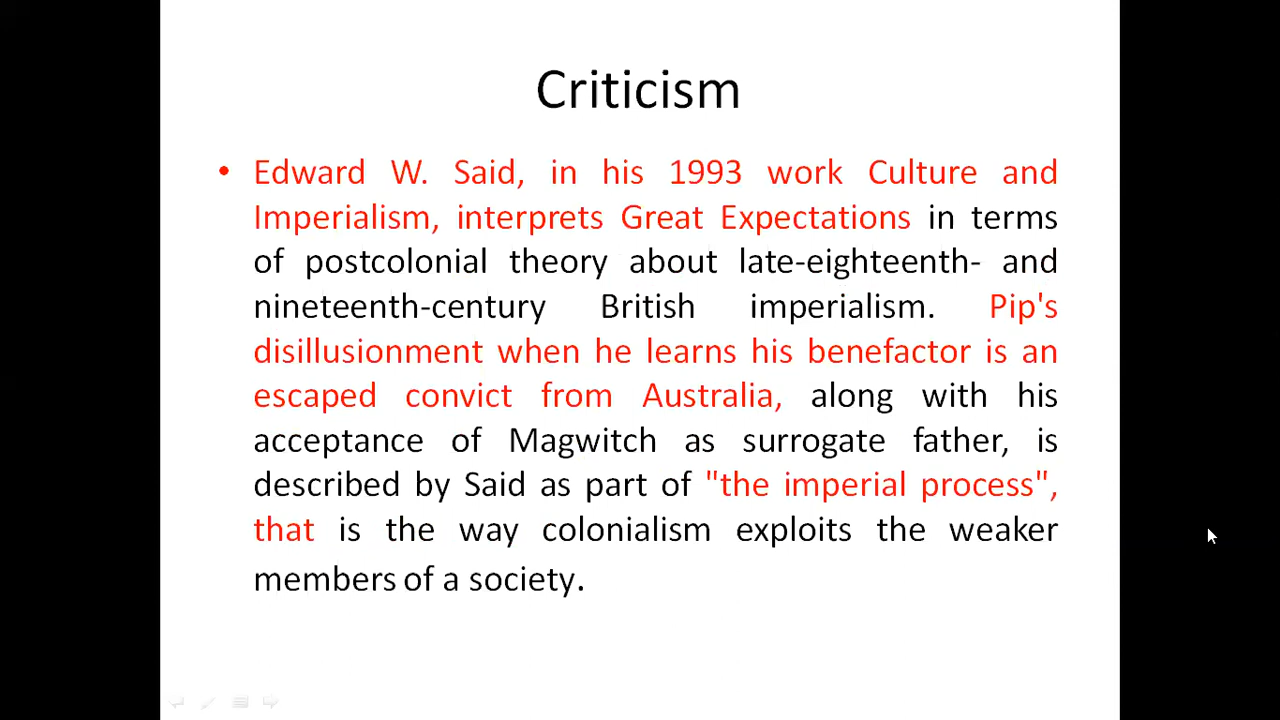 Criticism
• Edward W. Said, in his 1993 work Culture and
Imperialism, interprets Great Expectations in terms
of postcolonial theory about late-eighteenth- and
nineteenth-century British imperialism. Pip's
disillusionment when he learns his benefactor is an
escaped convict from Australia, along with his
acceptance of Magwitch as surrogate father, is
described by Said as part of "the imperial process",
that is the way colonialism exploits the weaker
members of a society.